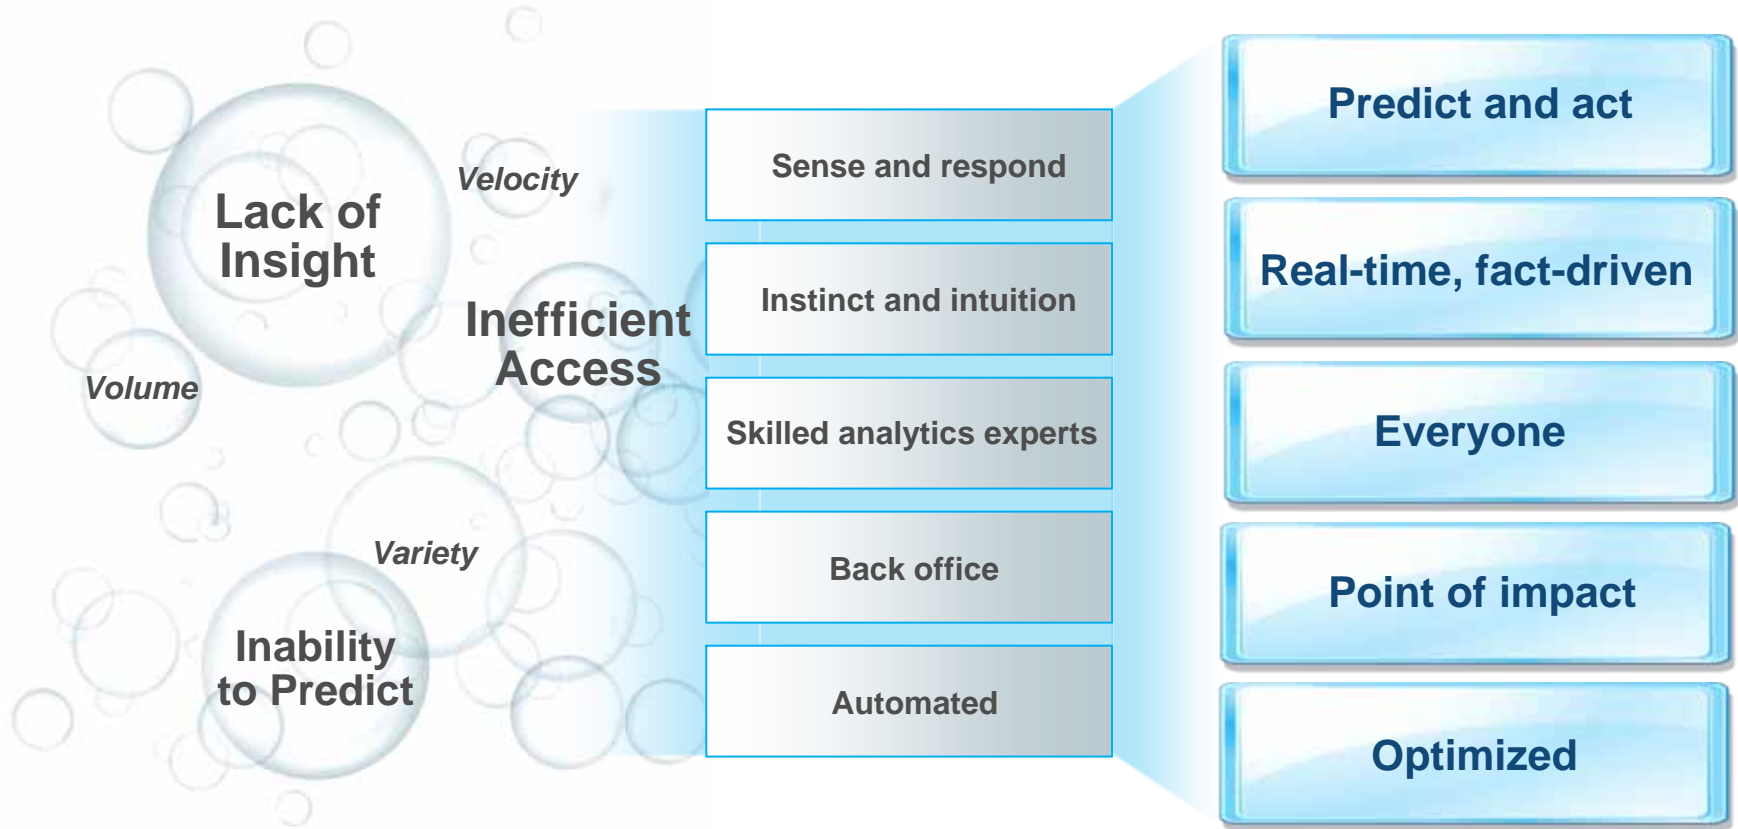 Velocity
Lack of
Insight
Inefficient
Access
Volume
Variety
Inability
to Predict
Sense and respond
Instinct and intuition
Skilled analytics experts
Back office
Automated
Predict and act
Real-time, fact-driven
Everyone
Point of impact
Optimized